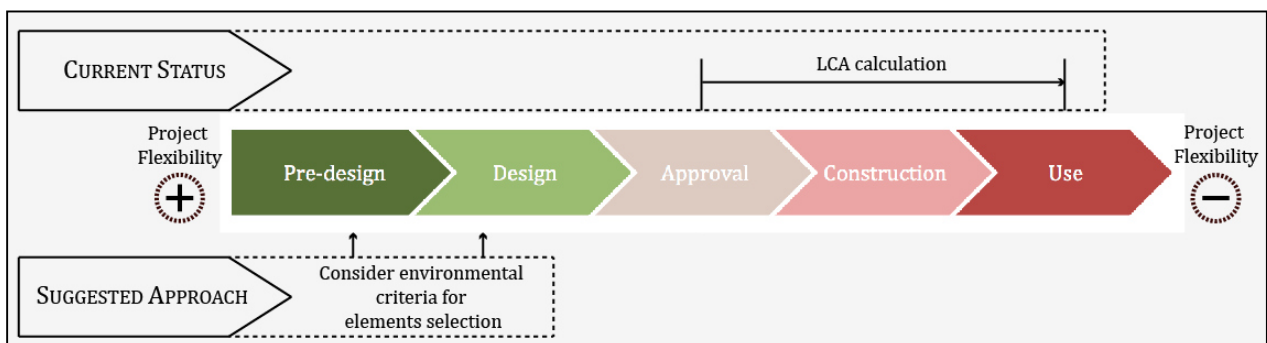 CURRENT STATUS
LCA calculation
Project
Flexibility
+
Pre-design
Design
Approval
Construction
Use
Project
Flexibility
−
SUGGESTED APPROACH
Consider environmental
criteria for
elements selection